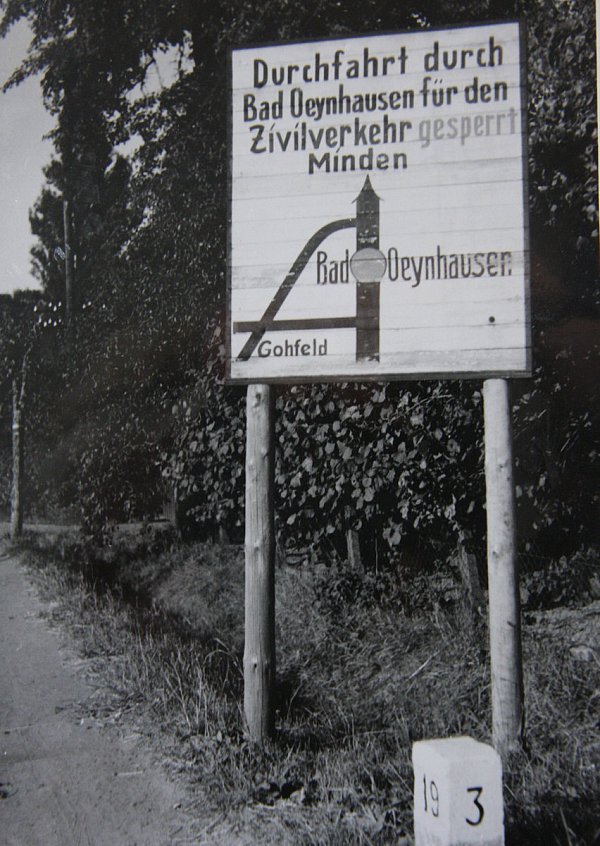 Durchfahrt durch
Bad Oeynhausen für den
Zivilverkehr gesperrt
Minden
Bad Oeynhausen
Gohfeld
19 3